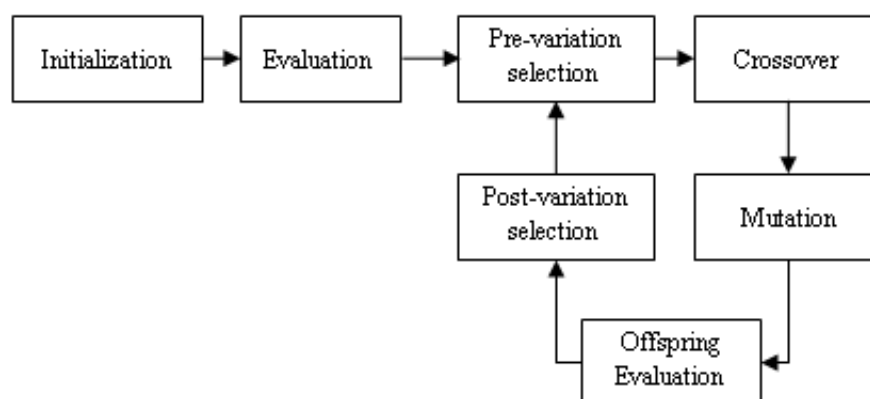 Initialization
Evaluation
Pre-variation
selection
Crossover
Post-variation
selection
Mutation
Offspring
Evaluation